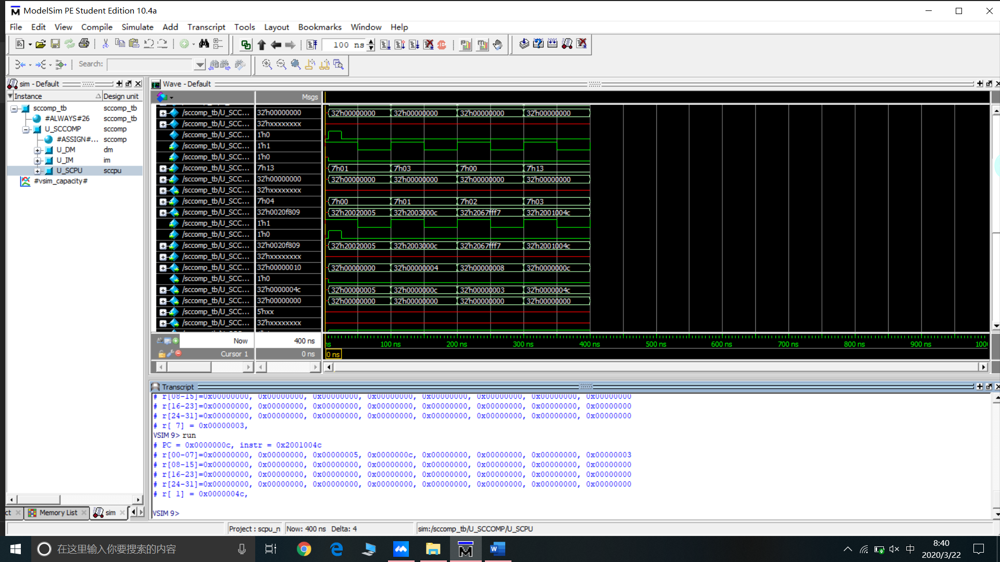 ModelSim PE Student Edition 10.4a
File Edit View Compile Simulate Add Transcript Tools Layout Bookmarks Window Help
100 ns
Search:
sim - Default
Instance Design unit
sccomp_tb sccomp_tb
#ALWAYS#26 sccomp_tb
U_SCCOMP sccomp
#ASSIGN#... sccomp
U_DM dm
U_IM im
U_SCPU sccpu
#vsim_capacity#
Wave - Default
Msgs
/sccomp_tb/U_SCC... 32'h00000000 32'h00000000 32'h00000000 32'h00000000 32'h00000000
/sccomp_tb/U_SCC... 32'hxxxxxxxx
/sccomp_tb/U_SCC... 1'h0
/sccomp_tb/U_SCC... 1'h1
/sccomp_tb/U_SCC... 1'h0
/sccomp_tb/U_SCC... 7'h13 7'h01 7'h03 7'h00 7'h13
/sccomp_tb/U_SCC... 32'h00000000 32'h00000000 32'h00000000 32'h00000000 32'h00000000
/sccomp_tb/U_SCC... 32'hxxxxxxxx
/sccomp_tb/U_SCC... 7'h04 7'h00 7'h01 7'h02 7'h03
/sccomp_tb/U_SCC... 32'h0020f809 32'h20020005 32'h2003000c 32'h2067fff7 32'h2001004c
/sccomp_tb/U_SCC... 1'h1
/sccomp_tb/U_SCC... 1'h0
/sccomp_tb/U_SCC... 32'h0020f809 32'h20020005 32'h2003000c 32'h2067fff7 32'h2001004c
/sccomp_tb/U_SCC... 32'hxxxxxxxx
/sccomp_tb/U_SCC... 32'h00000010 32'h00000000 32'h00000004 32'h00000008 32'h0000000c
/sccomp_tb/U_SCC... 1'h0
/sccomp_tb/U_SCC... 32'h0000004c 32'h00000005 32'h0000000c 32'h00000003 32'h0000004c
/sccomp_tb/U_SCC... 32'h00000000 32'h00000000 32'h00000000 32'h00000000 32'h00000000
/sccomp_tb/U_SCC... 5'hxx
/sccomp_tb/U_SCC... 32'hxxxxxxxx
Now 400 ns
ns 100 ns 200 ns 300 ns 400 ns 500 ns 600 ns 700 ns 800 ns 900 ns 100
Cursor 1 0 ns
0 ns
Transcript
# r[08-15]=0x00000000, 0x00000000, 0x00000000, 0x00000000, 0x00000000, 0x00000000, 0x00000000, 0x00000000
# r[16-23]=0x00000000, 0x00000000, 0x00000000, 0x00000000, 0x00000000, 0x00000000, 0x00000000, 0x00000000
# r[24-31]=0x00000000, 0x00000000, 0x00000000, 0x00000000, 0x00000000, 0x00000000, 0x00000000, 0x00000000
# r[ 7] = 0x00000003,
VSIM 9> run
# PC = 0x0000000c, instr = 0x2001004c
# r[00-07]=0x00000000, 0x00000000, 0x00000005, 0x0000000c, 0x00000000, 0x00000000, 0x00000000, 0x00000003
# r[08-15]=0x00000000, 0x00000000, 0x00000000, 0x00000000, 0x00000000, 0x00000000, 0x00000000, 0x00000000
# r[16-23]=0x00000000, 0x00000000, 0x00000000, 0x00000000, 0x00000000, 0x00000000, 0x00000000, 0x00000000
# r[24-31]=0x00000000, 0x00000000, 0x00000000, 0x00000000, 0x00000000, 0x00000000, 0x00000000, 0x00000000
# r[ 1] = 0x0000004c,
VSIM 9>
ct Memory List sim
Project : scpu_n Now: 400 ns Delta: 4 sim:/sccomp_tb/U_SCCOMP/U_SCPU
在这里输入你要搜索的内容
中
8:40
2020/3/22